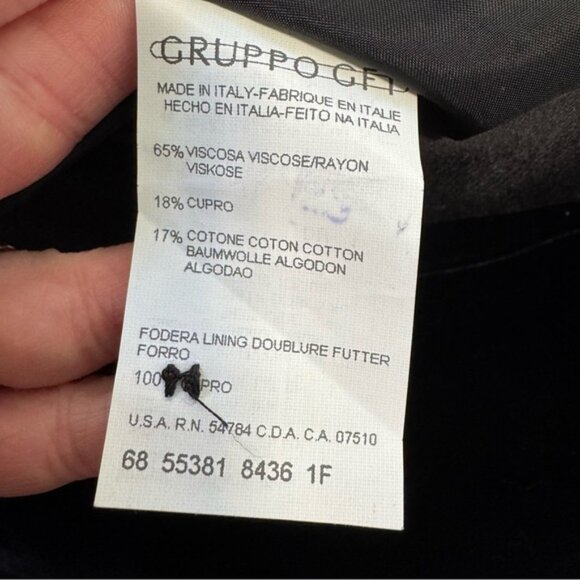 GRUPPO GFT
MADE IN ITALY-FABRIQUE EN ITALIE
HECHO EN ITALIA-FEITO NA ITALIA
65% VISCOSA VISCOSE/RAYON
VISKOSE
18% CUPRO
17% COTONE COTON COTTON
BAUMWOLLE ALGODON
ALGODAO
FODERA LINING DOUBLURE FUTTER
FORRO
U.S.A. R.N. 54784 C.D.A. C.A. 07510
68 55381 8436 1F